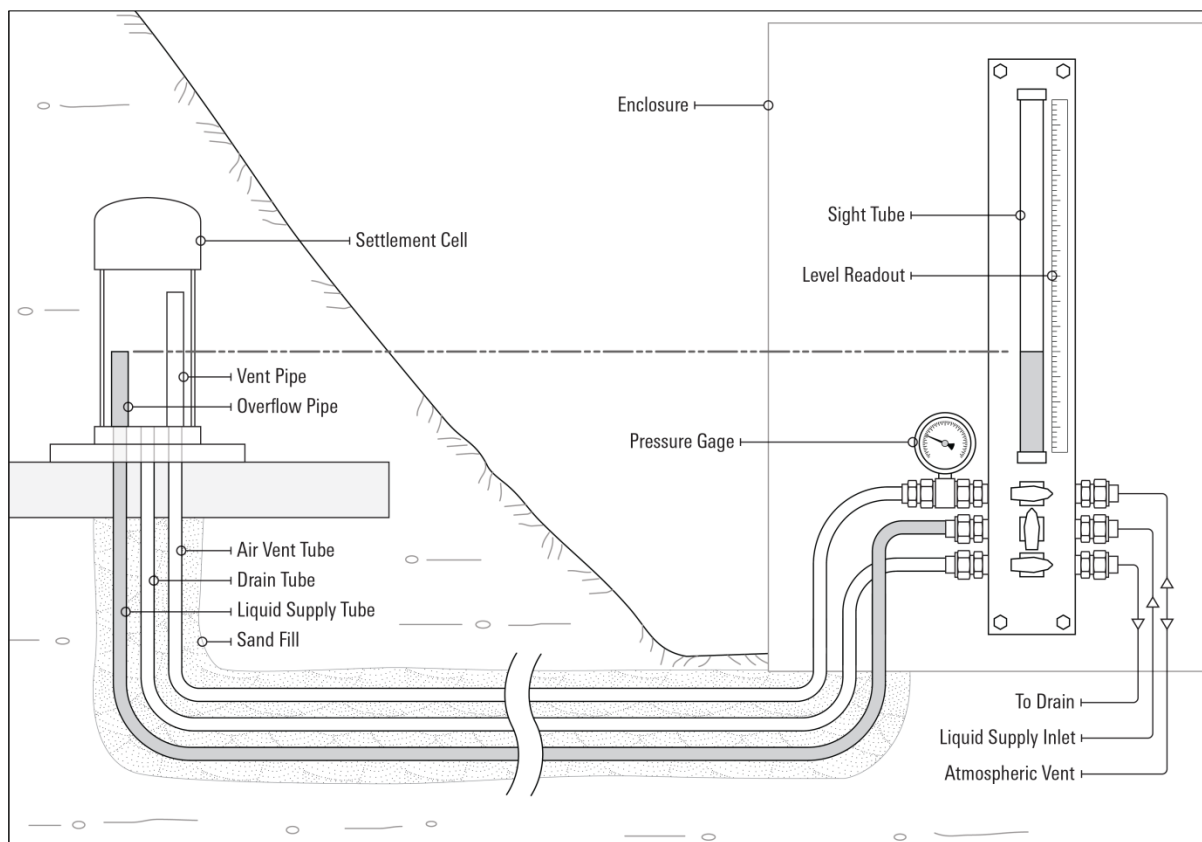 Enclosure
Sight Tube
Settlement Cell
Level Readout
Vent Pipe
Overflow Pipe
Pressure Gage
Air Vent Tube
Drain Tube
Liquid Supply Tube
Sand Fill
To Drain
Liquid Supply Inlet
Atmospheric Vent